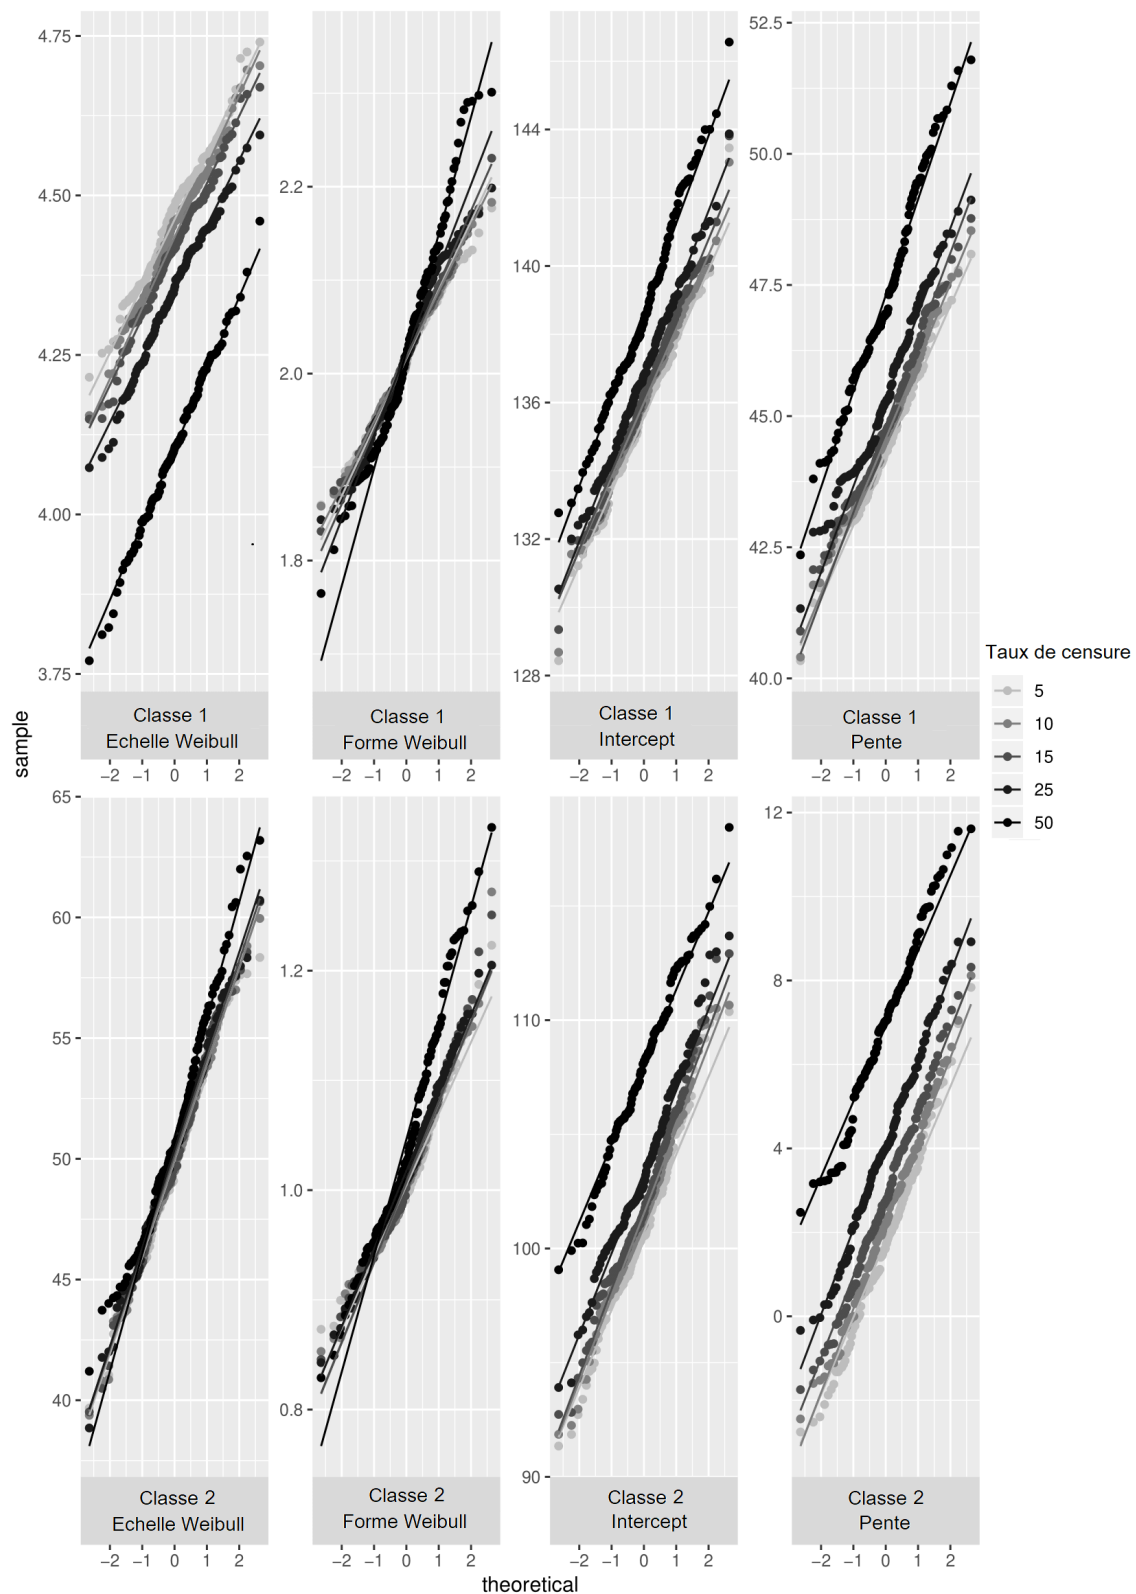 4.75
4.50
4.25
4.00
3.75
2.2
2.0
1.8
144
140
136
132
128
52.5
50.0
47.5
45.0
42.5
40.0
Classe 1
Echelle Weibull
Classe 1
Forme Weibull
Classe 1
Intercept
Classe 1
Pente
−2 −1 0 1 2
−2 −1 0 1 2
−2 −1 0 1 2
−2 −1 0 1 2
sample
Taux de censure
5
10
15
25
50
65
60
55
50
45
40
1.2
1.0
0.8
110
100
90
12
8
4
0
Classe 2
Echelle Weibull
Classe 2
Forme Weibull
Classe 2
Intercept
Classe 2
Pente
−2 −1 0 1 2
−2 −1 0 1 2
−2 −1 0 1 2
−2 −1 0 1 2
theoretical